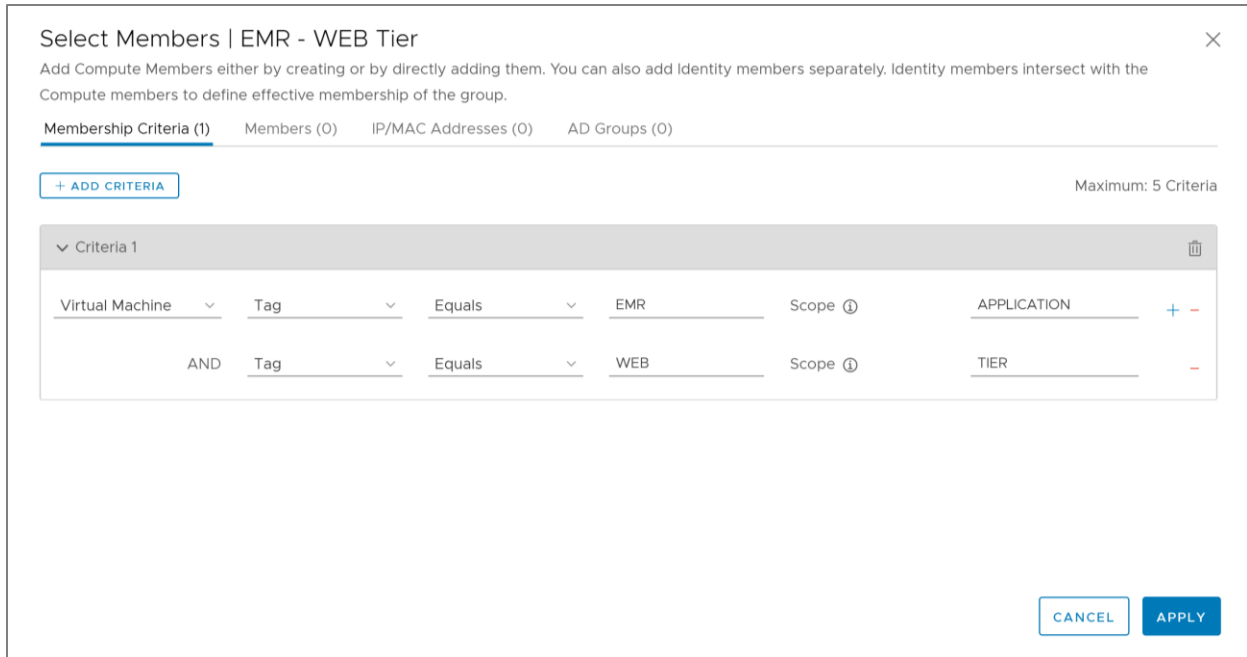 Select Members | EMR - WEB Tier
Add Compute Members either by creating or by directly adding them. You can also add Identity members separately. Identity members intersect with the
Compute members to define effective membership of the group.
Membership Criteria (1) Members (0) IP/MAC Addresses (0) AD Groups (0)
+ ADD CRITERIA Maximum: 5 Criteria
Criteria 1
Virtual Machine Tag Equals EMR Scope APPLICATION
AND Tag Equals WEB Scope TIER
CANCEL APPLY